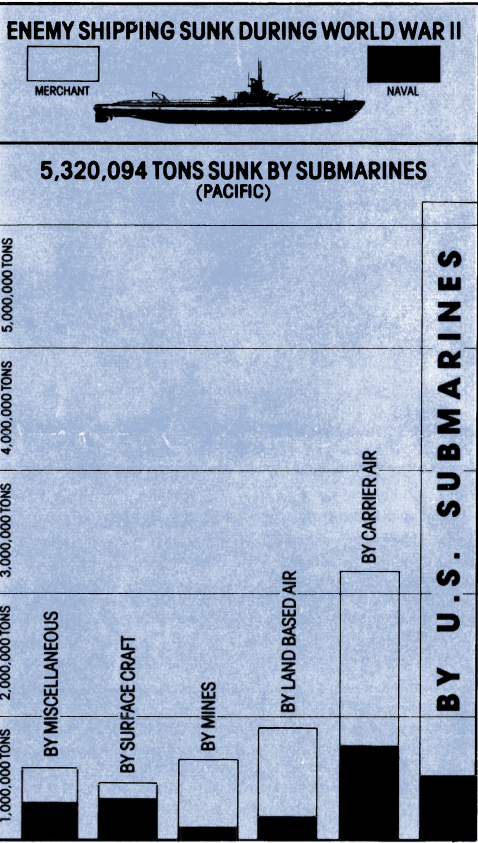 ENEMY SHIPPING SUNK DURING WORLD WAR II
MERCHANT
NAVAL
5,320,094 TONS SUNK BY SUBMARINES
(PACIFIC)
5,000,000 TONS
4,000,000 TONS
3,000,000 TONS
2,000,000 TONS
1,000,000 TONS
BY MISCELLANEOUS
BY SURFACE CRAFT
BY MINES
BY LAND BASED AIR
BY CARRIER AIR
BY U.S. SUBMARINES